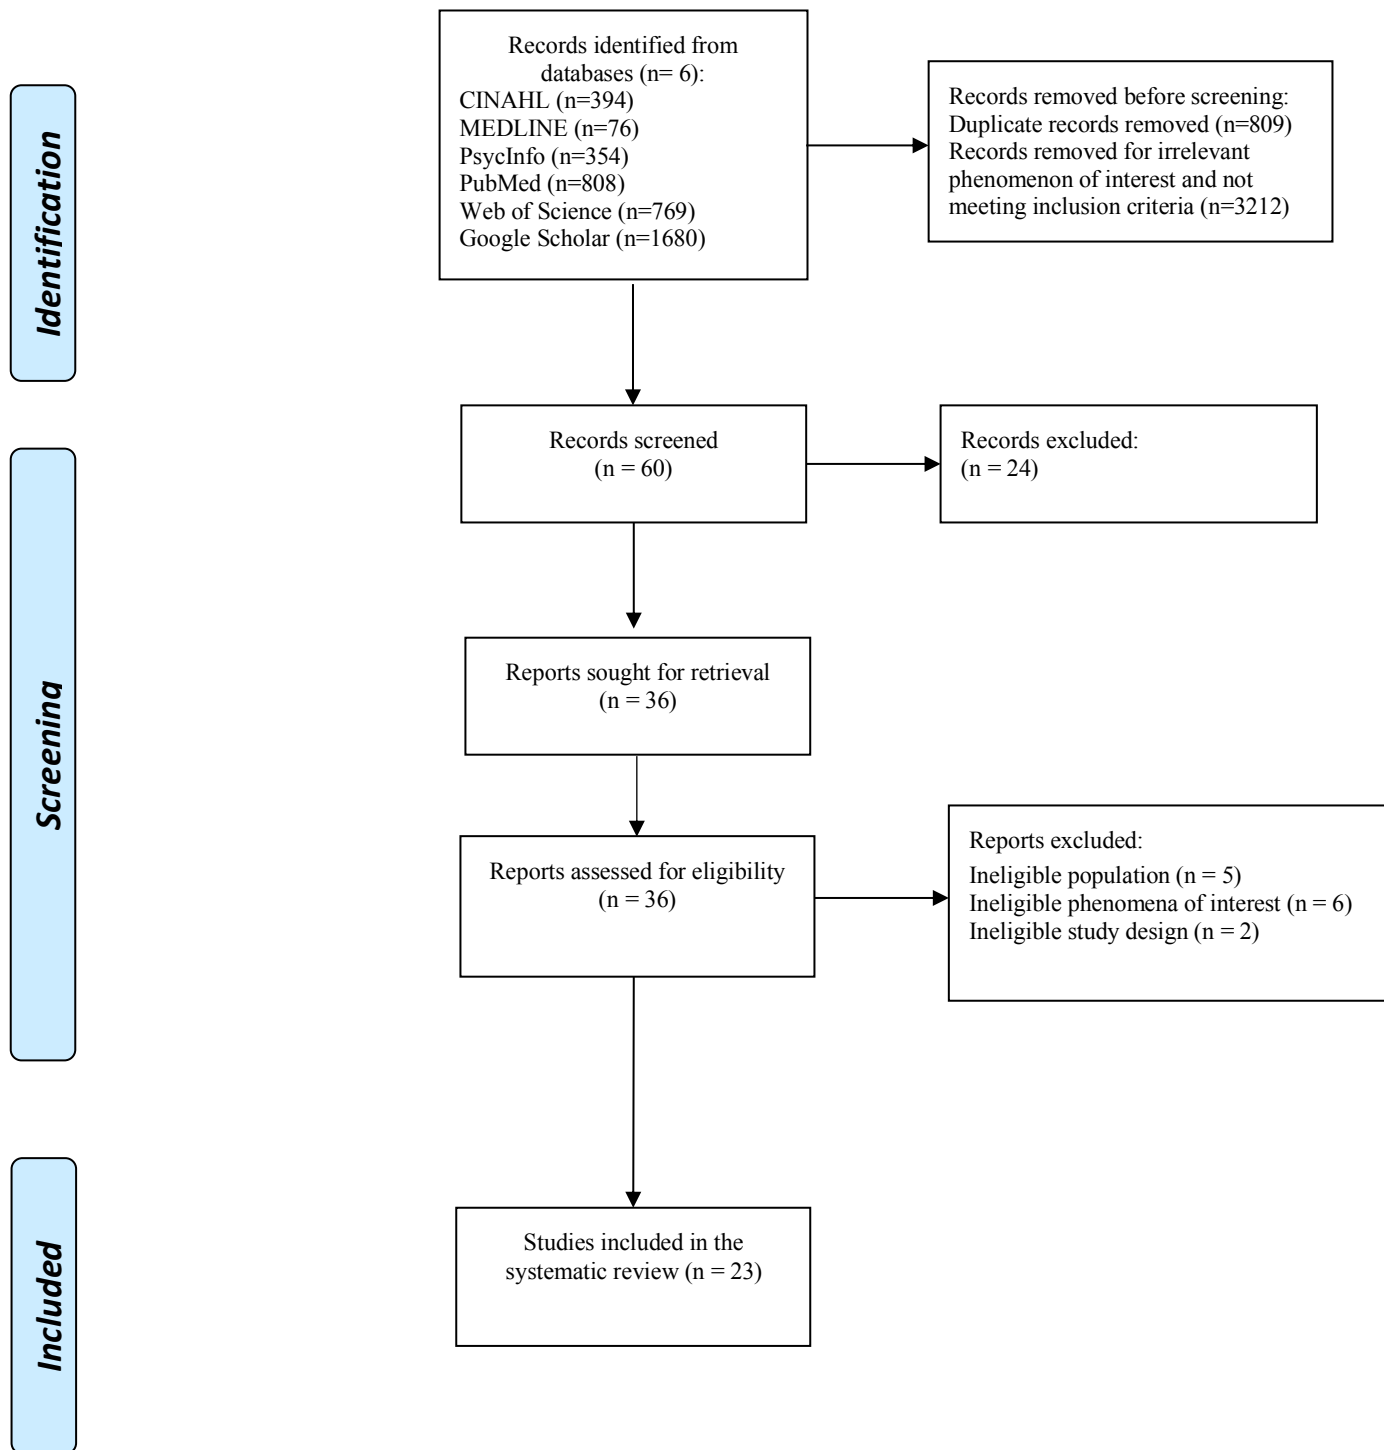 Identification
Records identified from
databases (n= 6):
CINAHL (n=394)
MEDLINE (n=76)
PsycInfo (n=354)
PubMed (n=808)
Web of Science (n=769)
Google Scholar (n=1680)
Records removed before screening:
Duplicate records removed (n=809)
Records removed for irrelevant
phenomenon of interest and not
meeting inclusion criteria (n=3212)
Screening
Records screened
(n = 60)
Records excluded:
(n = 24)
Reports sought for retrieval
(n = 36)
Reports assessed for eligibility
(n = 36)
Reports excluded:
Ineligible population (n = 5)
Ineligible phenomena of interest (n = 6)
Ineligible study design (n = 2)
Included
Studies included in the
systematic review (n = 23)